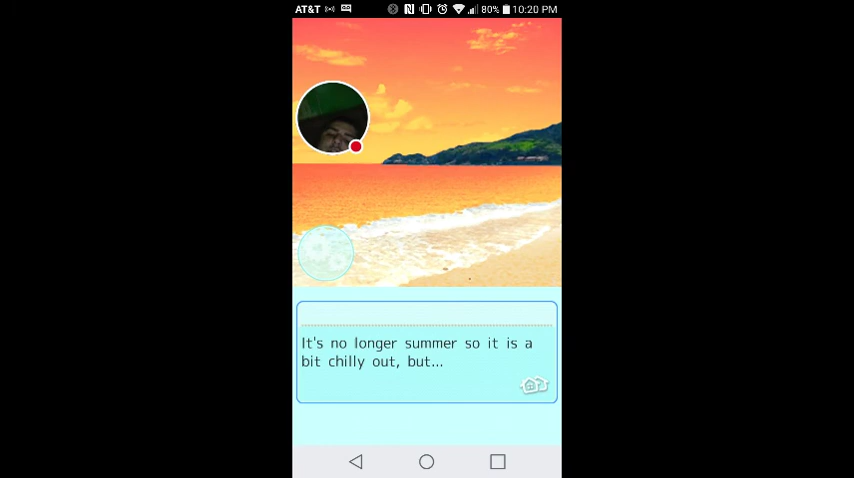 AT&T 80% 10:20 PM
It's no longer summer so it is a
bit chilly out, but...